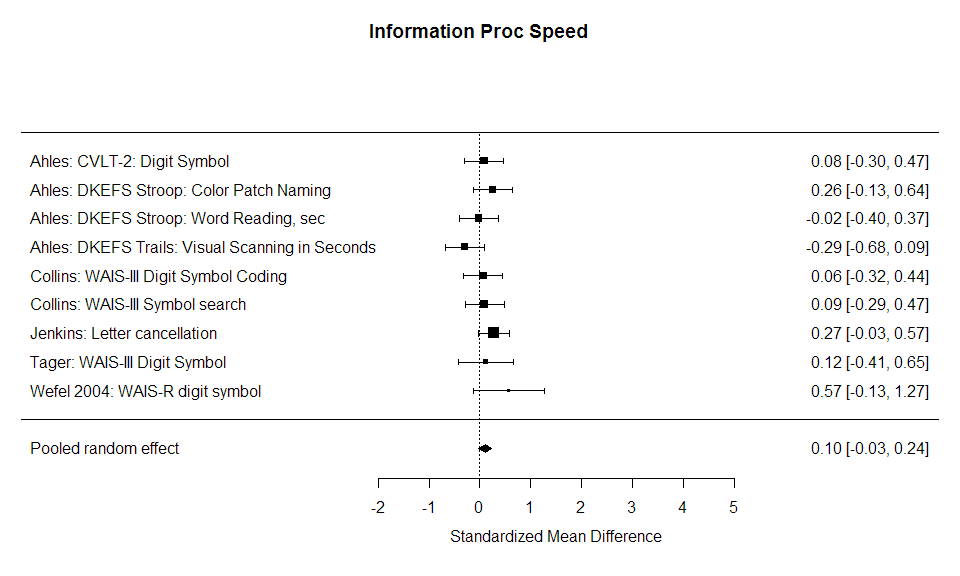 Information Proc Speed
Ahles: CVLT-2: Digit Symbol 0.08 [-0.30, 0.47]
Ahles: DKEFS Stroop: Color Patch Naming 0.26 [-0.13, 0.64]
Ahles: DKEFS Stroop: Word Reading, sec -0.02 [-0.40, 0.37]
Ahles: DKEFS Trails: Visual Scanning in Seconds -0.29 [-0.68, 0.09]
Collins: WAIS-III Digit Symbol Coding 0.06 [-0.32, 0.44]
Collins: WAIS-III Symbol search 0.09 [-0.29, 0.47]
Jenkins: Letter cancellation 0.27 [-0.03, 0.57]
Tager: WAIS-III Digit Symbol 0.12 [-0.41, 0.65]
Wefel 2004: WAIS-R digit symbol 0.57 [-0.13, 1.27]
Pooled random effect 0.10 [-0.03, 0.24]
-2 -1 0 1 2 3 4 5
Standardized Mean Difference